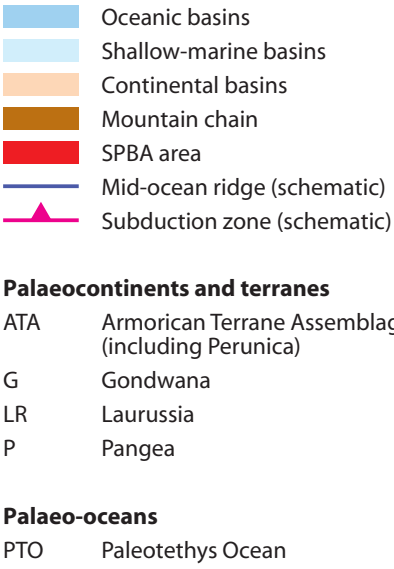 Oceanic basins
Shallow-marine basins
Continental basins
Mountain chain
SPBA area
Mid-ocean ridge (schematic)
Subduction zone (schematic)
Palaeocontinents and terranes
ATA Armorican Terrane Assemblag
(including Perunica)
G Gondwana
LR Laurussia
P Pangea
Palaeo-oceans
PTO Paleotethys Ocean